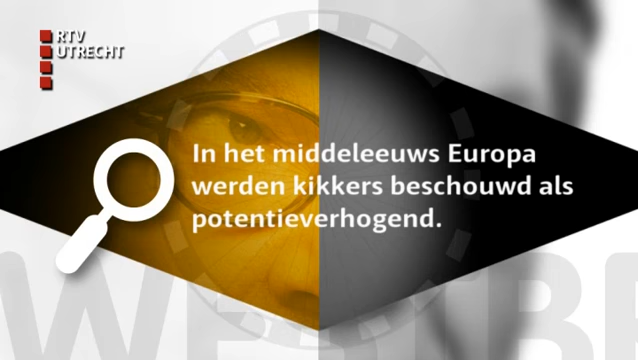 RTV
UTRECHT
In het middeleeuws Europa
werden kikkers beschouwd als
potentieverhogend.